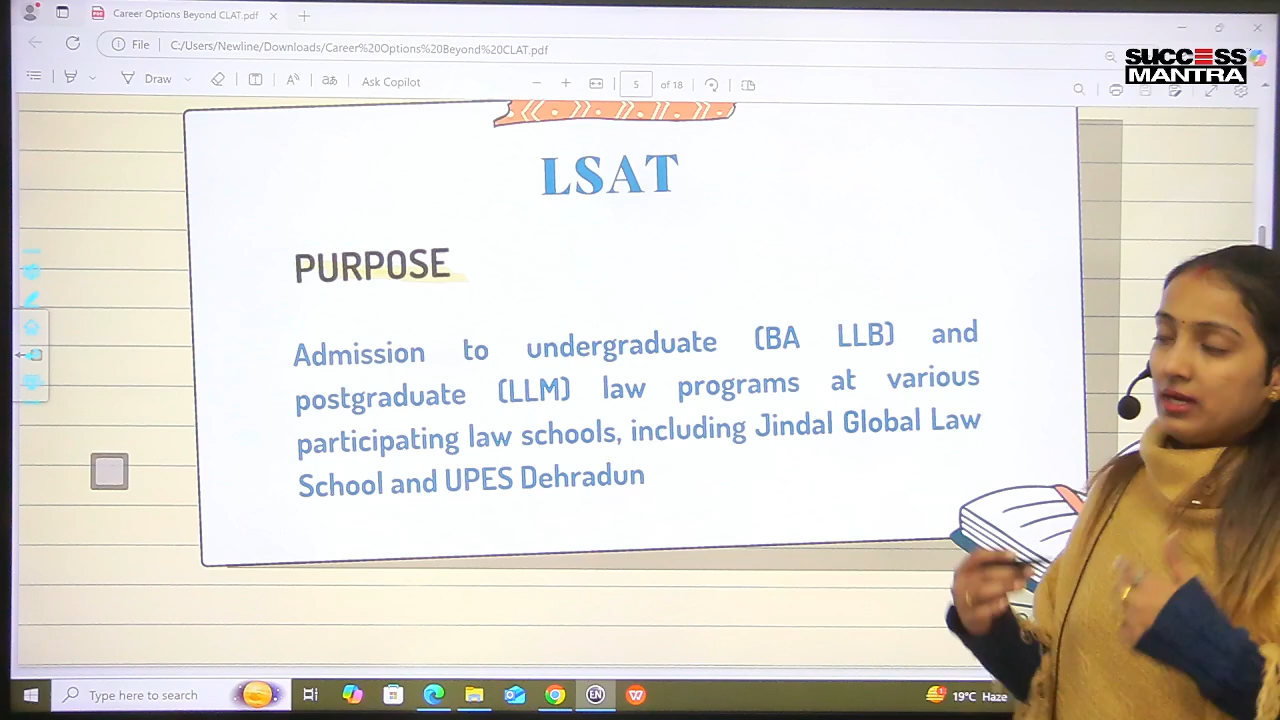 Career Options Beyond CLAT.pdf
File
C:/Users/Newline/Downloads/Career%20Options%20Beyond%20CLAT.pdf
SUCCESS
MANTRA
Draw
Ask Copilot
5 of 18
LSAT
PURPOSE
Admission to undergraduate (BA LLB) and
postgraduate (LLM) law programs at various
participating law schools, including Jindal Global Law
School and UPES Dehradun
Type here to search
EN
19°C Haze